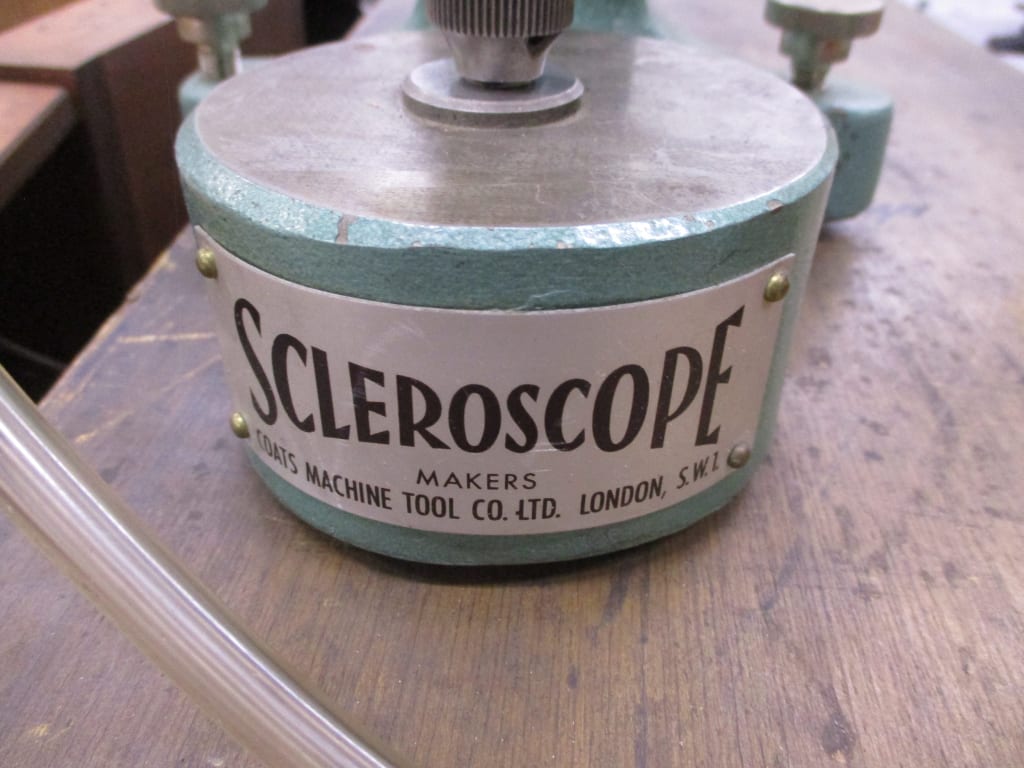 SCLEROSCOPE
MAKERS
COATS MACHINE TOOL CO. LTD. LONDON, S.W.1.